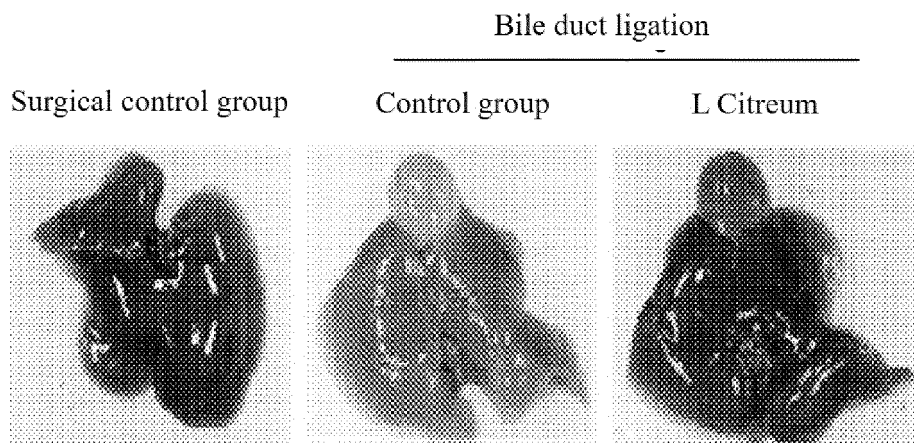 Bile duct ligation
Surgical control group
Control group
L Citreum